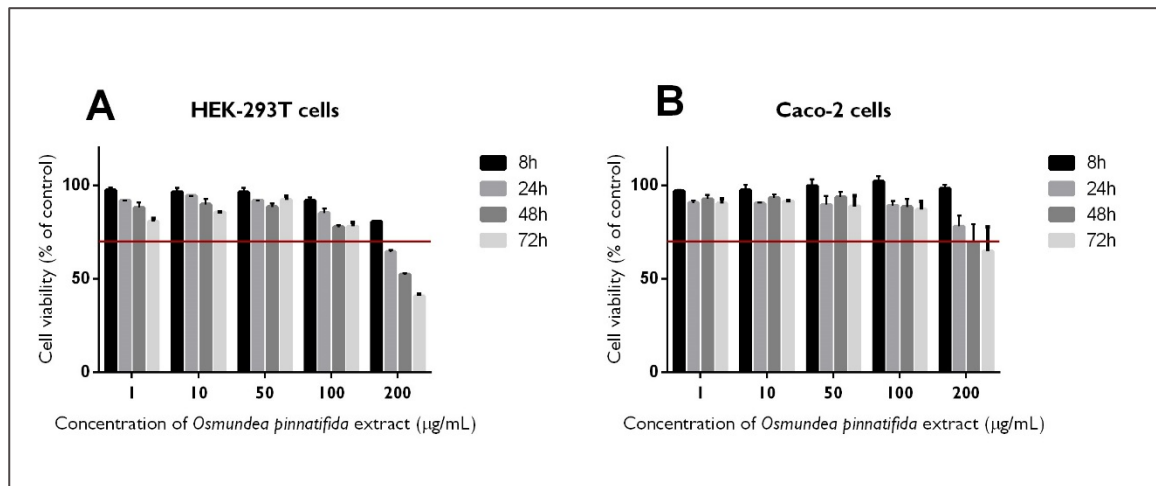 A
HEK-293T cells
Cell viability (% of control)
100
50
0
1 10 50 100 200
Concentration of Osmundea pinnatifida extract (μg/mL)
8h
24h
48h
72h
B
Caco-2 cells
Cell viability (% of control)
100
50
0
1 10 50 100 200
Concentration of Osmundea pinnatifida extract (μg/mL)
8h
24h
48h
72h